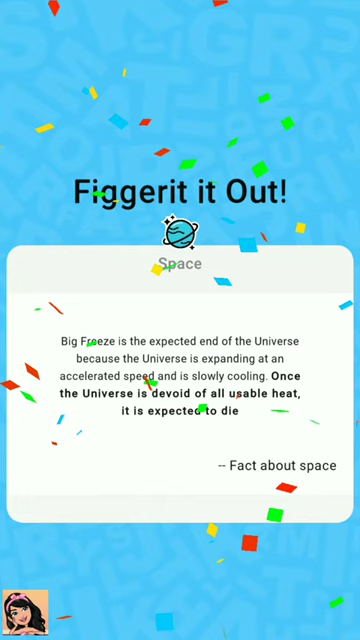 Figgerit it Out!
Space
Big Freeze is the expected end of the Universe
because the Universe is expanding at an
accelerated speed and is slowly cooling. Once
the Universe is devoid of all usable heat,
it is expected to die
-- Fact about space